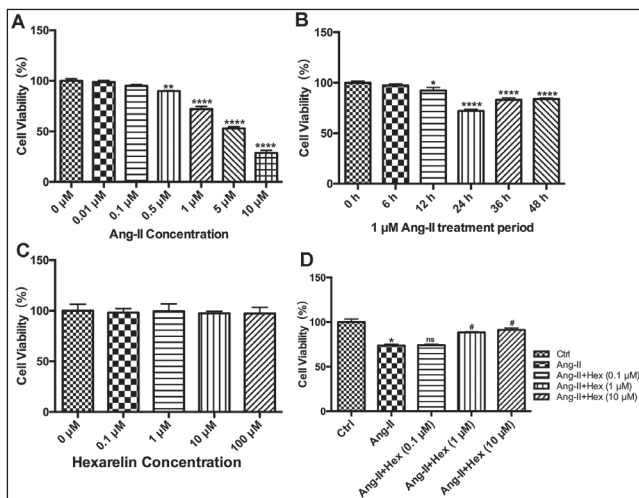 A
Cell Viability (%)
150
100
50
0
**
****
****
****
0 μM
0.01 μM
0.1 μM
0.5 μM
1 μM
5 μM
10 μM
Ang-II Concentration
B
Cell Viability (%)
150
100
50
0
*
****
****
****
0 h
6 h
12 h
24 h
36 h
48 h
1 μM Ang-II treatment period
C
Cell Viability (%)
150
100
50
0
0 μM
0.1 μM
1 μM
10 μM
100 μM
Hexarelin Concentration
D
Cell Viability (%)
150
100
50
0
*
ns
#
#
Ctrl
Ang-II
Ang-II+Hex (0.1 μM)
Ang-II+Hex (1 μM)
Ang-II+Hex (10 μM)
Ctrl
Ang-II
Ang-II+Hex (0.1 μM)
Ang-II+Hex (1 μM)
Ang-II+Hex (10 μM)